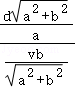 d√a²+b²
a
vb
√a²+b²